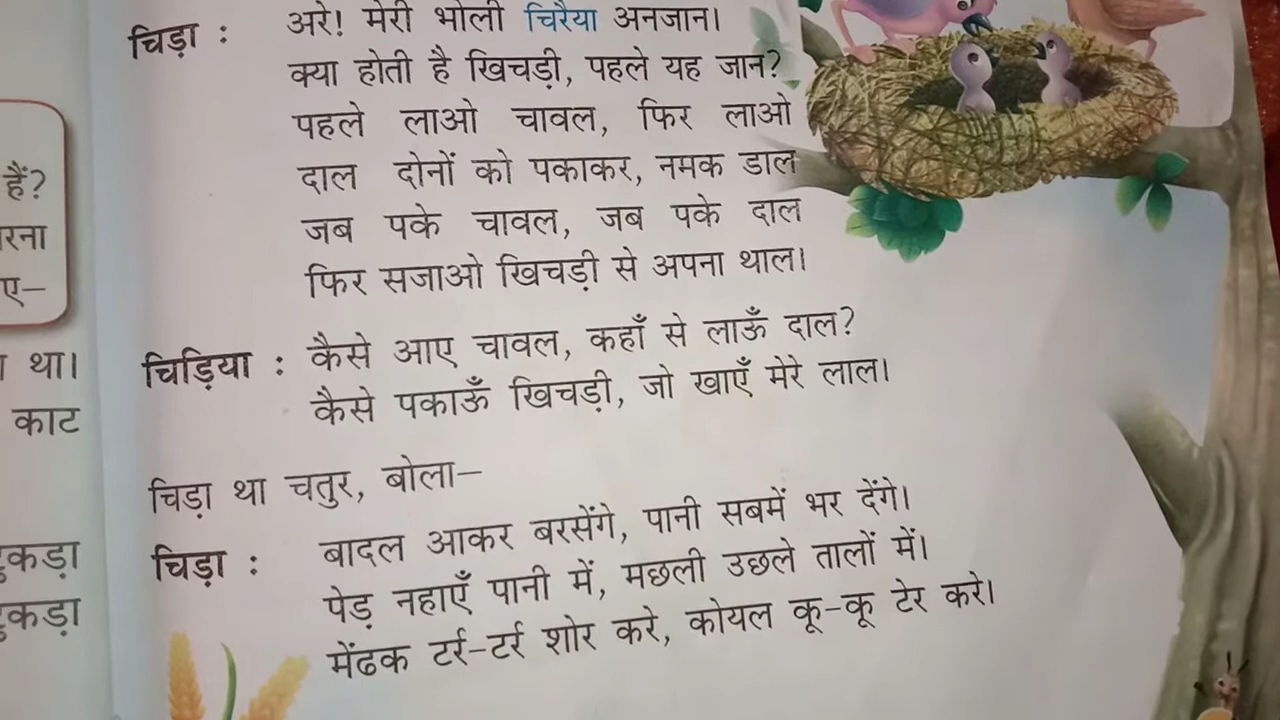 चिड़ा : अरे! मेरी भोली चिरैया अनजान।
क्या होती है खिचड़ी, पहले यह जान?
पहले लाओ चावल, फिर लाओ
दाल दोनों को पकाकर, नमक डाल
जब पके चावल, जब पके दाल
फिर सजाओ खिचड़ी से अपना थाल।
चिड़िया : कैसे आए चावल, कहाँ से लाऊँ दाल?
कैसे पकाऊँ खिचड़ी, जो खाएँ मेरे लाल।
चिड़ा था चतुर, बोला–
चिड़ा : बादल आकर बरसेंगे, पानी सबमें भर देंगे।
पेड़ नहाएँ पानी में, मछली उछले तालों में।
मेंढक टर्र-टर्र शोर करे, कोयल कू-कू टेर करे।
हैं?
ए–
था।
काट